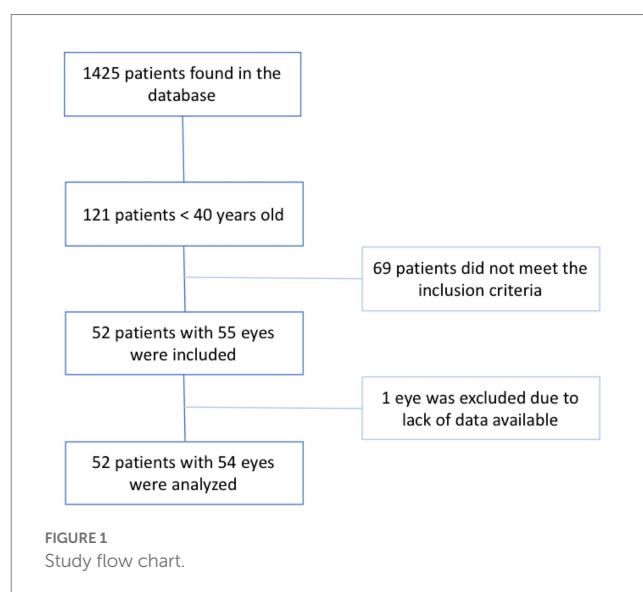 1425 patients found in the
database
121 patients < 40 years old
69 patients did not meet the
inclusion criteria
52 patients with 55 eyes
were included
1 eye was excluded due to
lack of data available
52 patients with 54 eyes
were analyzed
FIGURE 1
Study flow chart.